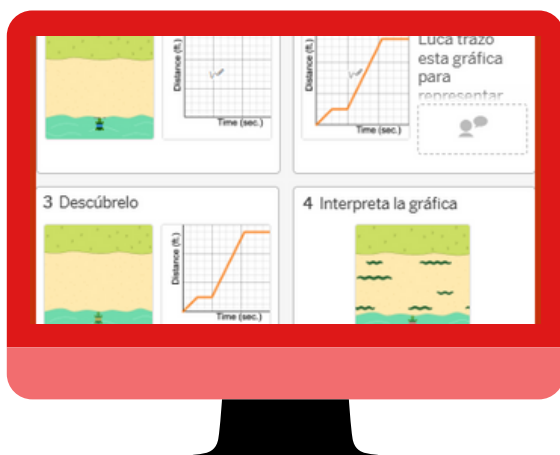 Distance (ft.)
Time (sec.)
Distance (ft.)
Time (sec.)
Luca trazó
esta gráfica
para
representar
3 Descúbrelo
Distance (ft.)
Time (sec.)
4 Interpreta la gráfica